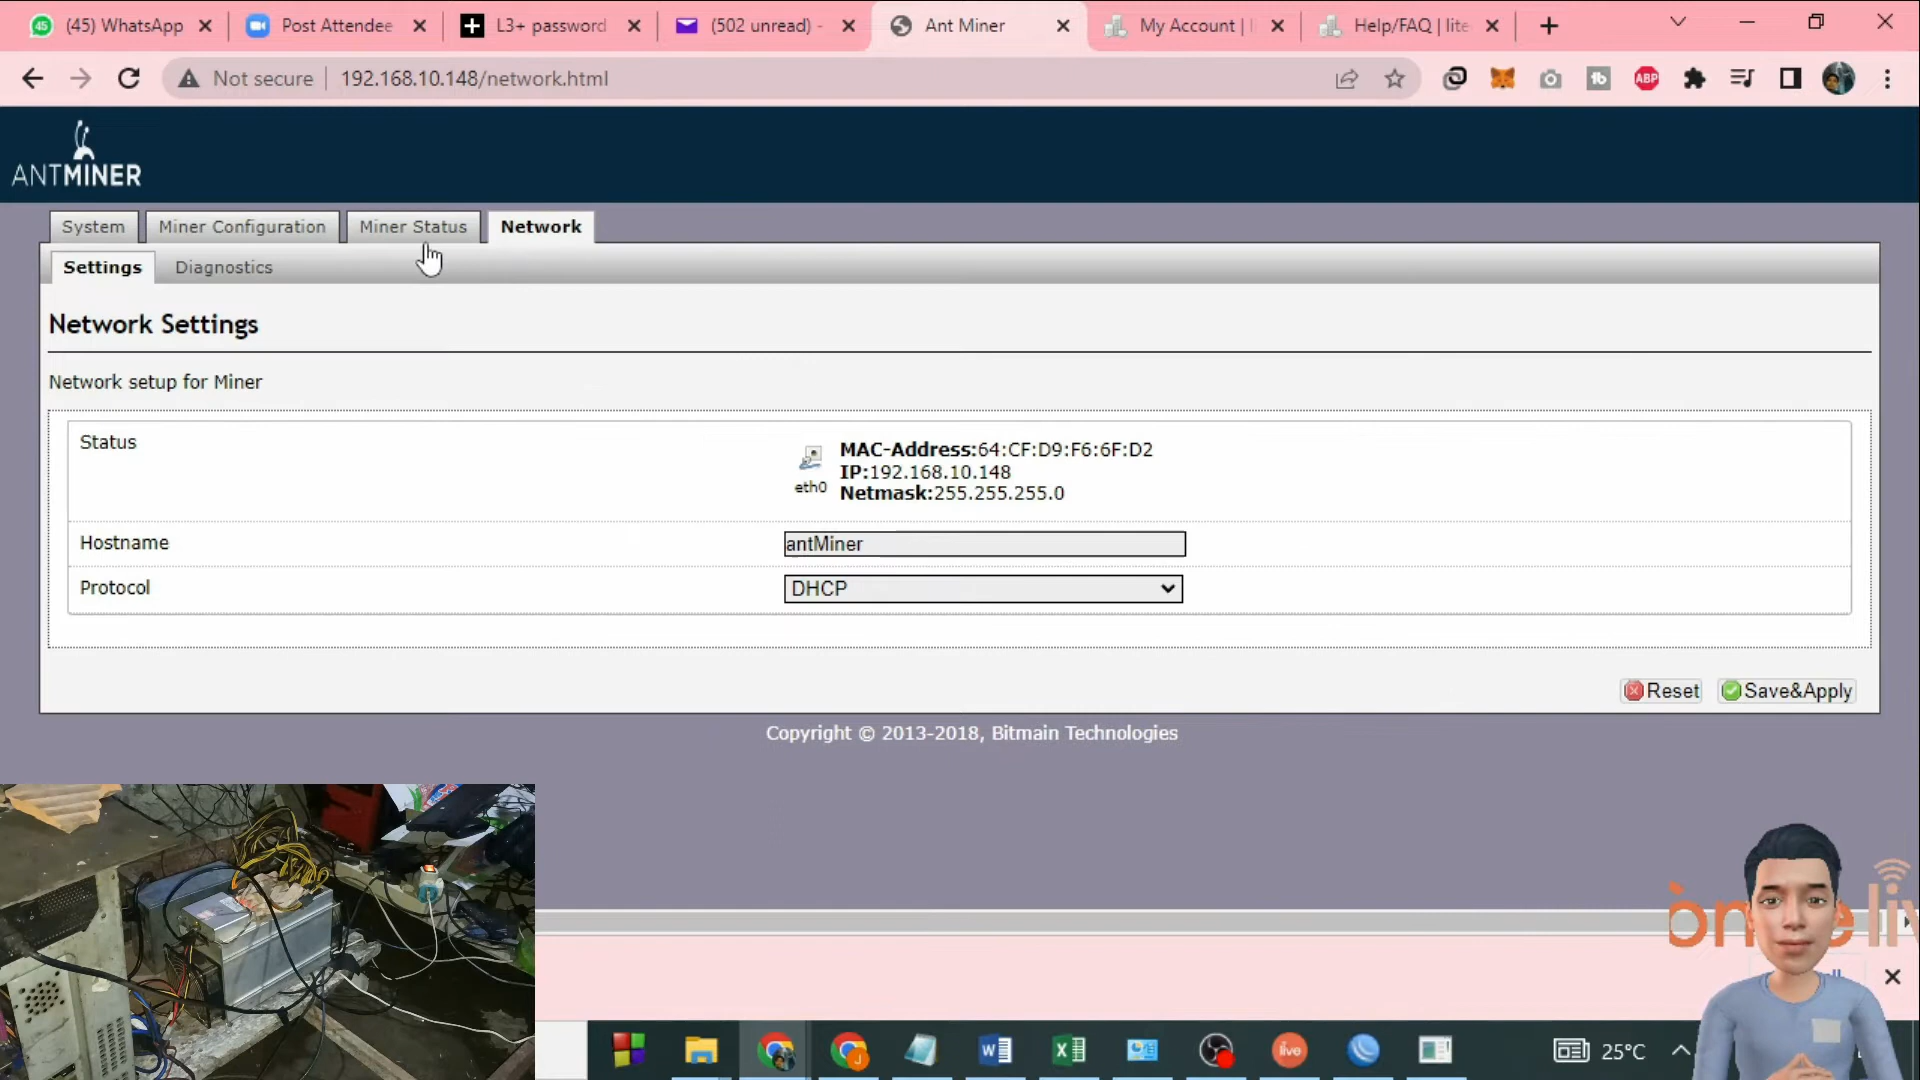 (45) WhatsApp
Post Attendee
L3+ password
(502 unread) -
Ant Miner
My Account |
Help/FAQ | lite
Not secure
192.168.10.148/network.html
ANTMINER
System
Miner Configuration
Miner Status
Network
Settings
Diagnostics
Network Settings
Network setup for Miner
Status
MAC-Address:64:CF:D9:F6:6F:D2
IP:192.168.10.148
eth0
Netmask:255.255.255.0
Hostname
antMiner
Protocol
DHCP
Reset
Save&Apply
Copyright © 2013-2018, Bitmain Technologies
live
25°C